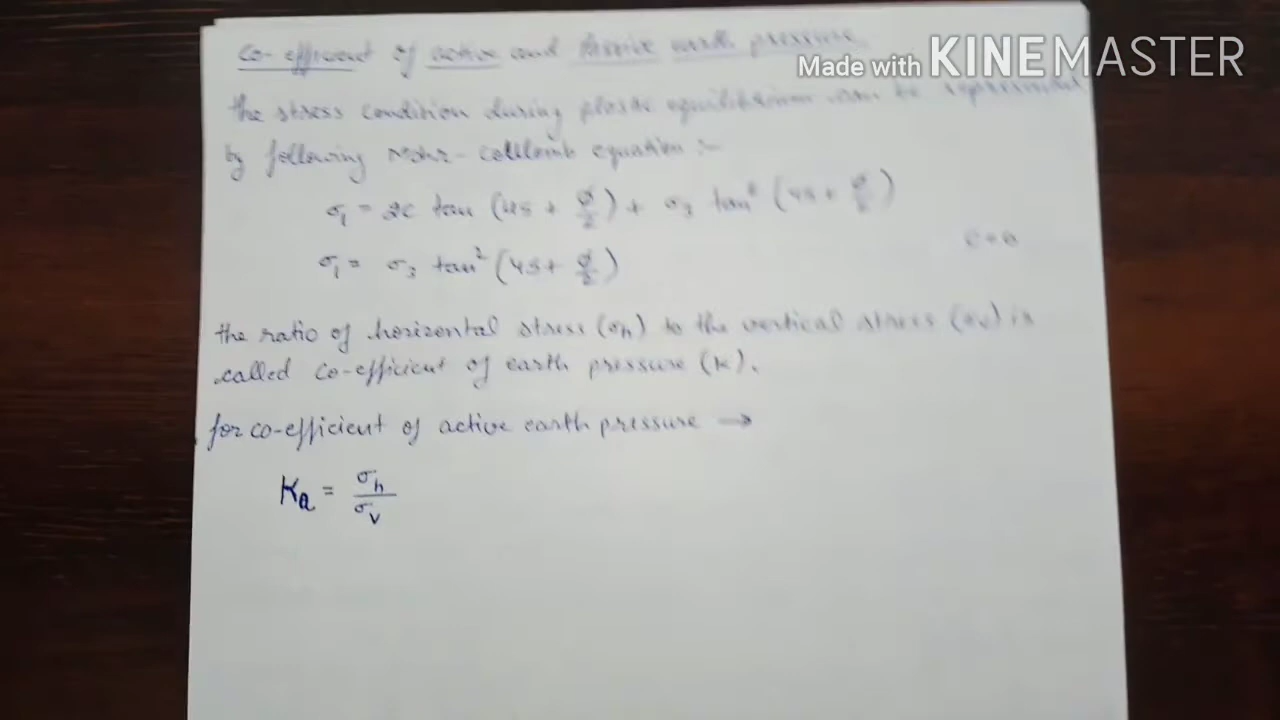 Co-efficient of active and Passive earth pressure
Made with KINEMASTER
the stress condition during plastic equilibrium can be represented
by following Mohr-colllomb equation :-
σ₁ = 2c tan (45 + φ/2) + σ₃ tan² (45 + φ/2)
c = 0
σ₁ = σ₃ tan² (45 + φ/2)
the ratio of horizontal stress (σh) to the vertical stress (σv) is
called co-efficient of earth pressure (K).
for co-efficient of active earth pressure →
Ka = σh/σv